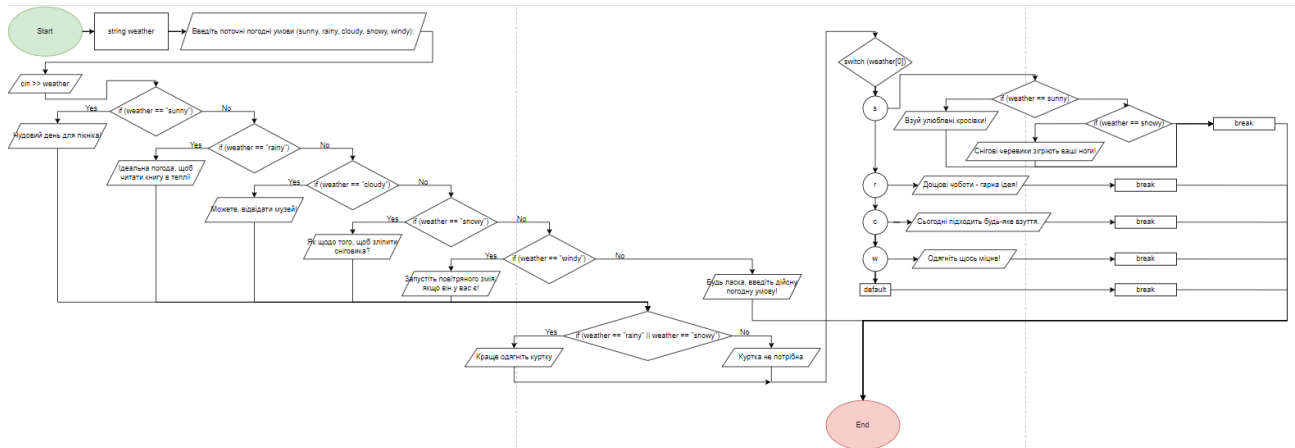 Start
string weather
Введіть поточні погодні умови (sunny, rainy, cloudy, snowy, windy):
cin >> weather
if (weather == "sunny")
Yes
No
Чудовий день для пікніка!
if (weather == "rainy")
Yes
No
Ідеальна погода, щоб
читати книгу в теплі!
if (weather == "cloudy")
Yes
No
Можете, відвідати музей!
if (weather == "snowy")
Yes
No
Як щодо того, щоб зліпити
сніговика?
if (weather == "windy")
Yes
No
Запустіть повітряного змія,
якщо він у вас є!
Будь ласка, введіть дійсну
погодну умову!
if (weather == "rainy" || weather == "snowy")
Yes
No
Краще одягніть куртку
Куртка не потрібна
switch (weather[0])
s
if (weather == sunny)
Взуй улюблені кросівки!
if (weather == snowy)
Снігові черевики зігріють ваші ноги!
break
r
Дощові чоботи - гарна ідея!
break
c
Сьогодні підходить будь-яке взуття.
break
w
Одягніть щось міцне!
break
default
break
End